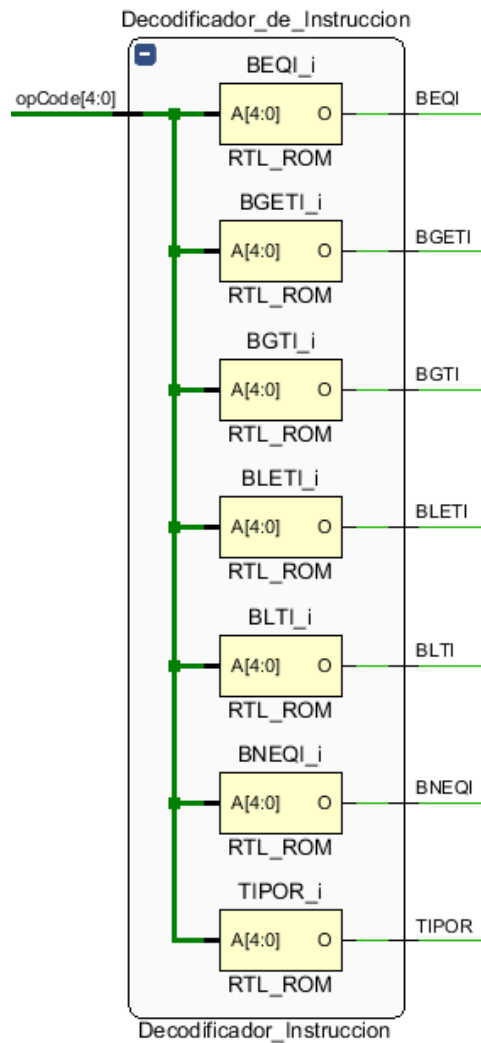 Decodificador_de_Instruccion
opCode[4:0]
BEQI_i
A[4:0] O
RTL_ROM
BEQI
BGETI_i
A[4:0] O
RTL_ROM
BGETI
BGTI_i
A[4:0] O
RTL_ROM
BGTI
BLETI_i
A[4:0] O
RTL_ROM
BLETI
BLTI_i
A[4:0] O
RTL_ROM
BLTI
BNEQI_i
A[4:0] O
RTL_ROM
BNEQI
TIPOR_i
A[4:0] O
RTL_ROM
TIPOR
Decodificador_Instruccion